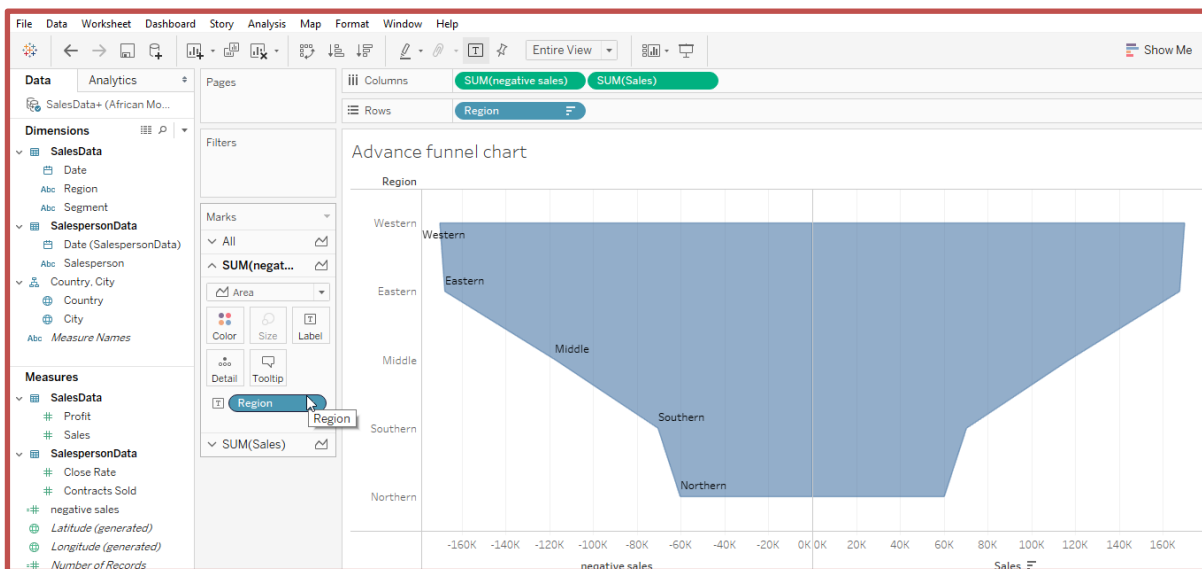 File Data Worksheet Dashboard Story Analysis Map Format Window Help
Entire View
Show Me
Data Analytics
SalesData+ (African Mo...
Dimensions
SalesData
Date
Abc Region
Abc Segment
SalespersonData
Date (SalespersonData)
Abc Salesperson
Country, City
Country
City
Abc Measure Names
Measures
SalesData
# Profit
# Sales
SalespersonData
# Close Rate
# Contracts Sold
=# negative sales
Latitude (generated)
Longitude (generated)
=# Number of Records
Pages
Filters
Marks
All
SUM(negat...
Area
Color Size T Label
Detail Tooltip
T Region
Region
SUM(Sales)
iii Columns SUM(negative sales) SUM(Sales)
Rows Region
Advance funnel chart
Region
Western
Western
Eastern
Eastern
Middle
Middle
Southern
Southern
Northern
Northern
-160K -140K -120K -100K -80K -60K -40K -20K 0K 0K 20K 40K 60K 80K 100K 120K 140K 160K
negative sales Sales